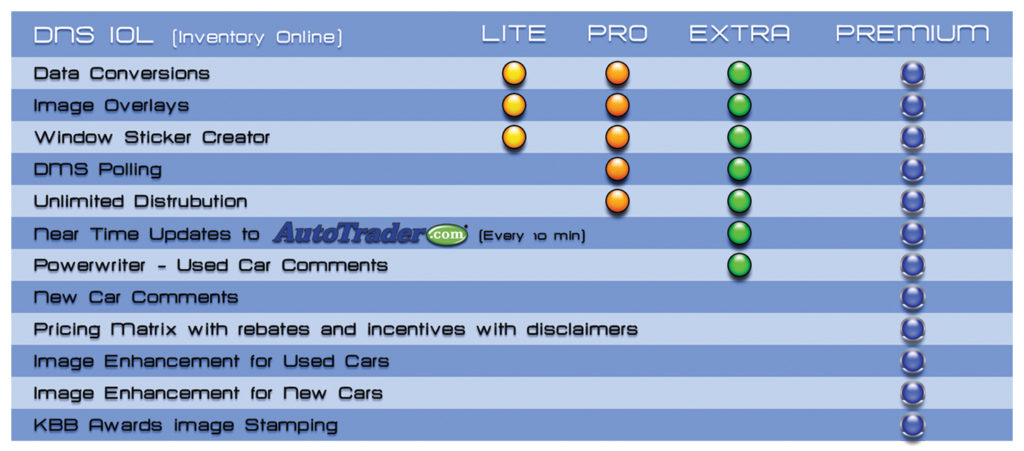 DNS IOL (Inventory Online) LITE PRO EXTRA PREMIUM
Data Conversions
Image Overlays
Window Sticker Creator
DMS Polling
Unlimited Distrubution
Near Time Updates to AutoTrader.com (Every 10 min)
Powerwriter - Used Car Comments
New Car Comments
Pricing Matrix with rebates and incentives with disclaimers
Image Enhancement for Used Cars
Image Enhancement for New Cars
KBB Awards image Stamping